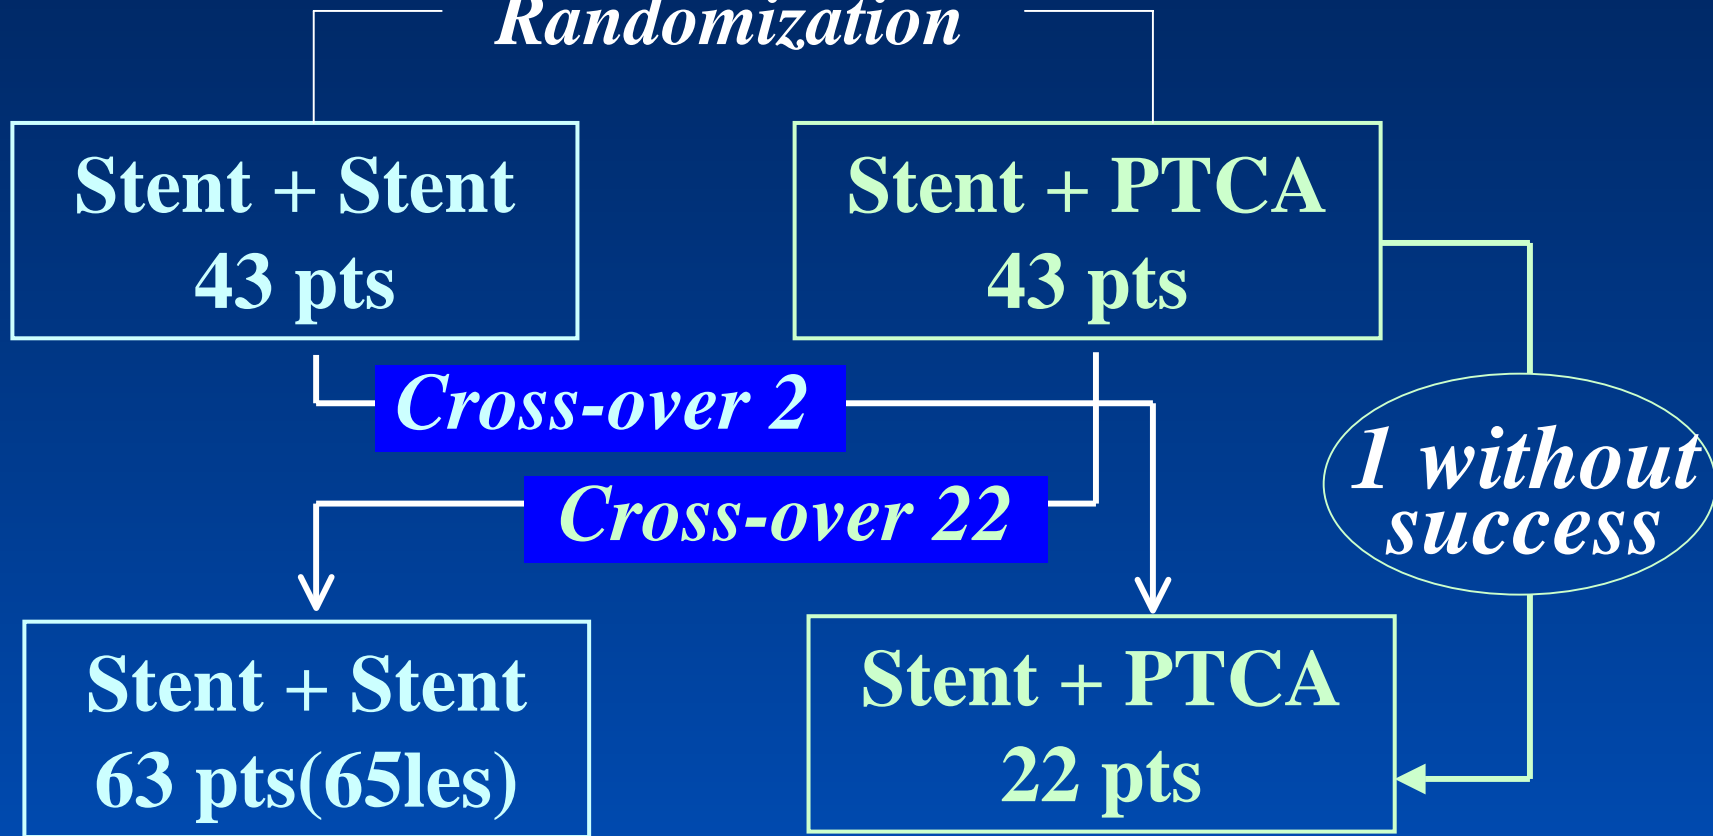 Randomization
Stent + Stent
43 pts
Stent + PTCA
43 pts
Cross-over 2
Cross-over 22
1 without
success
Stent + Stent
63 pts(65les)
Stent + PTCA
22 pts